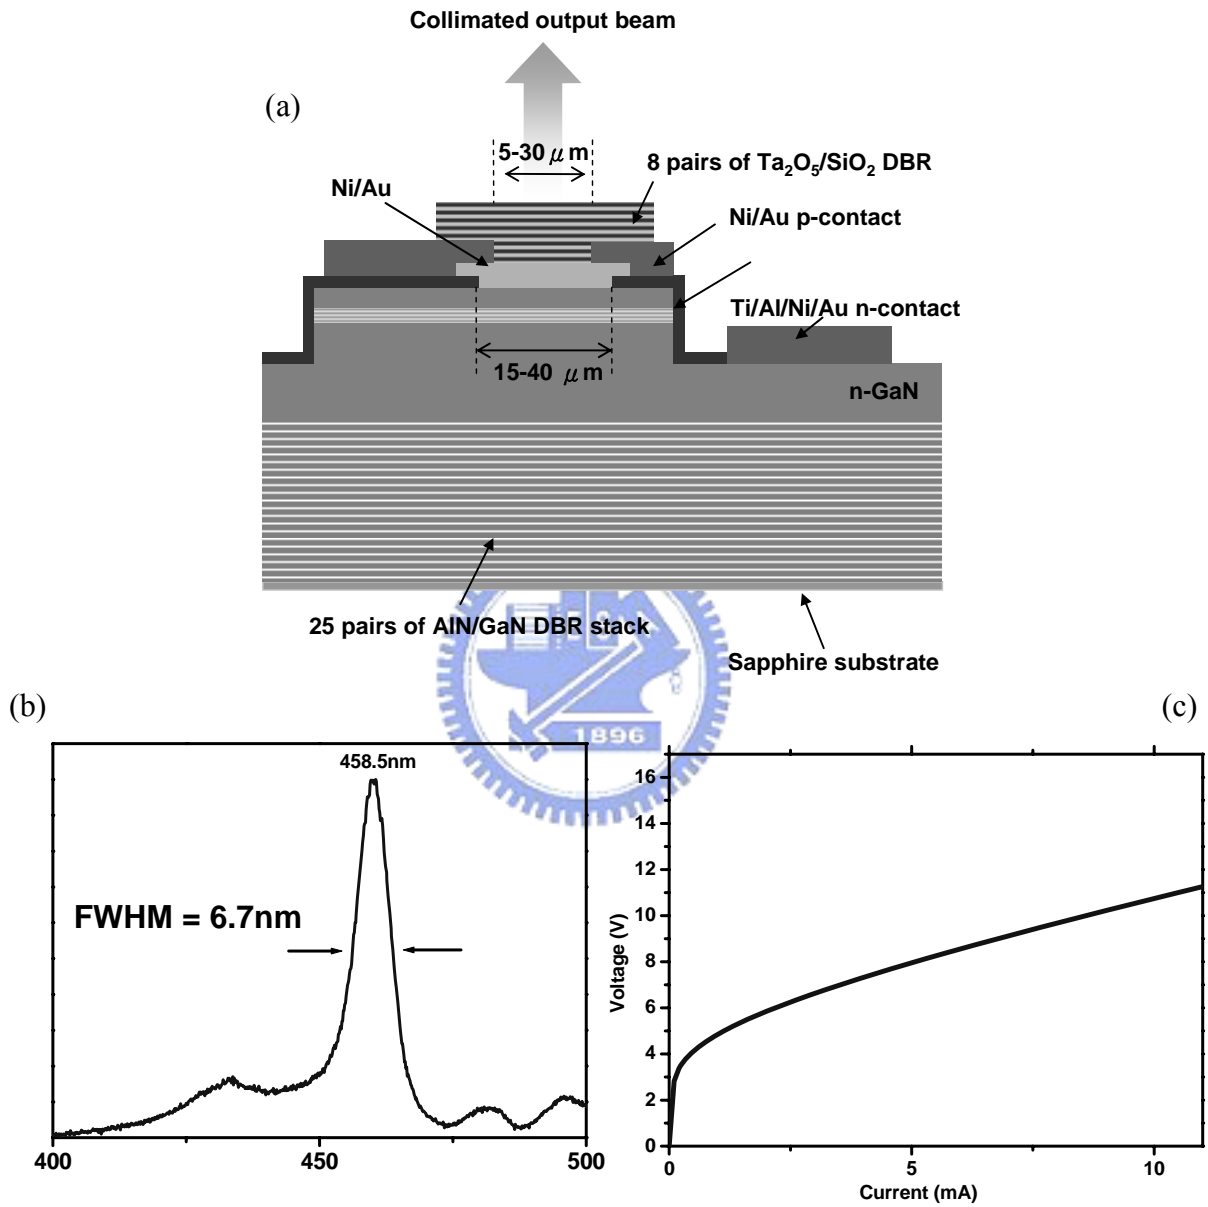 Collimated output beam
(a)
5-30 μm
8 pairs of Ta₂O₅/SiO₂ DBR
Ni/Au
Ni/Au p-contact
Ti/Al/Ni/Au n-contact
15-40 μm
n-GaN
25 pairs of AlN/GaN DBR stack
Sapphire substrate
1896
(b)
458.5nm
FWHM = 6.7nm
400
450
500
(c)
16
14
12
10
8
6
4
2
0
Voltage (V)
0
5
10
Current (mA)